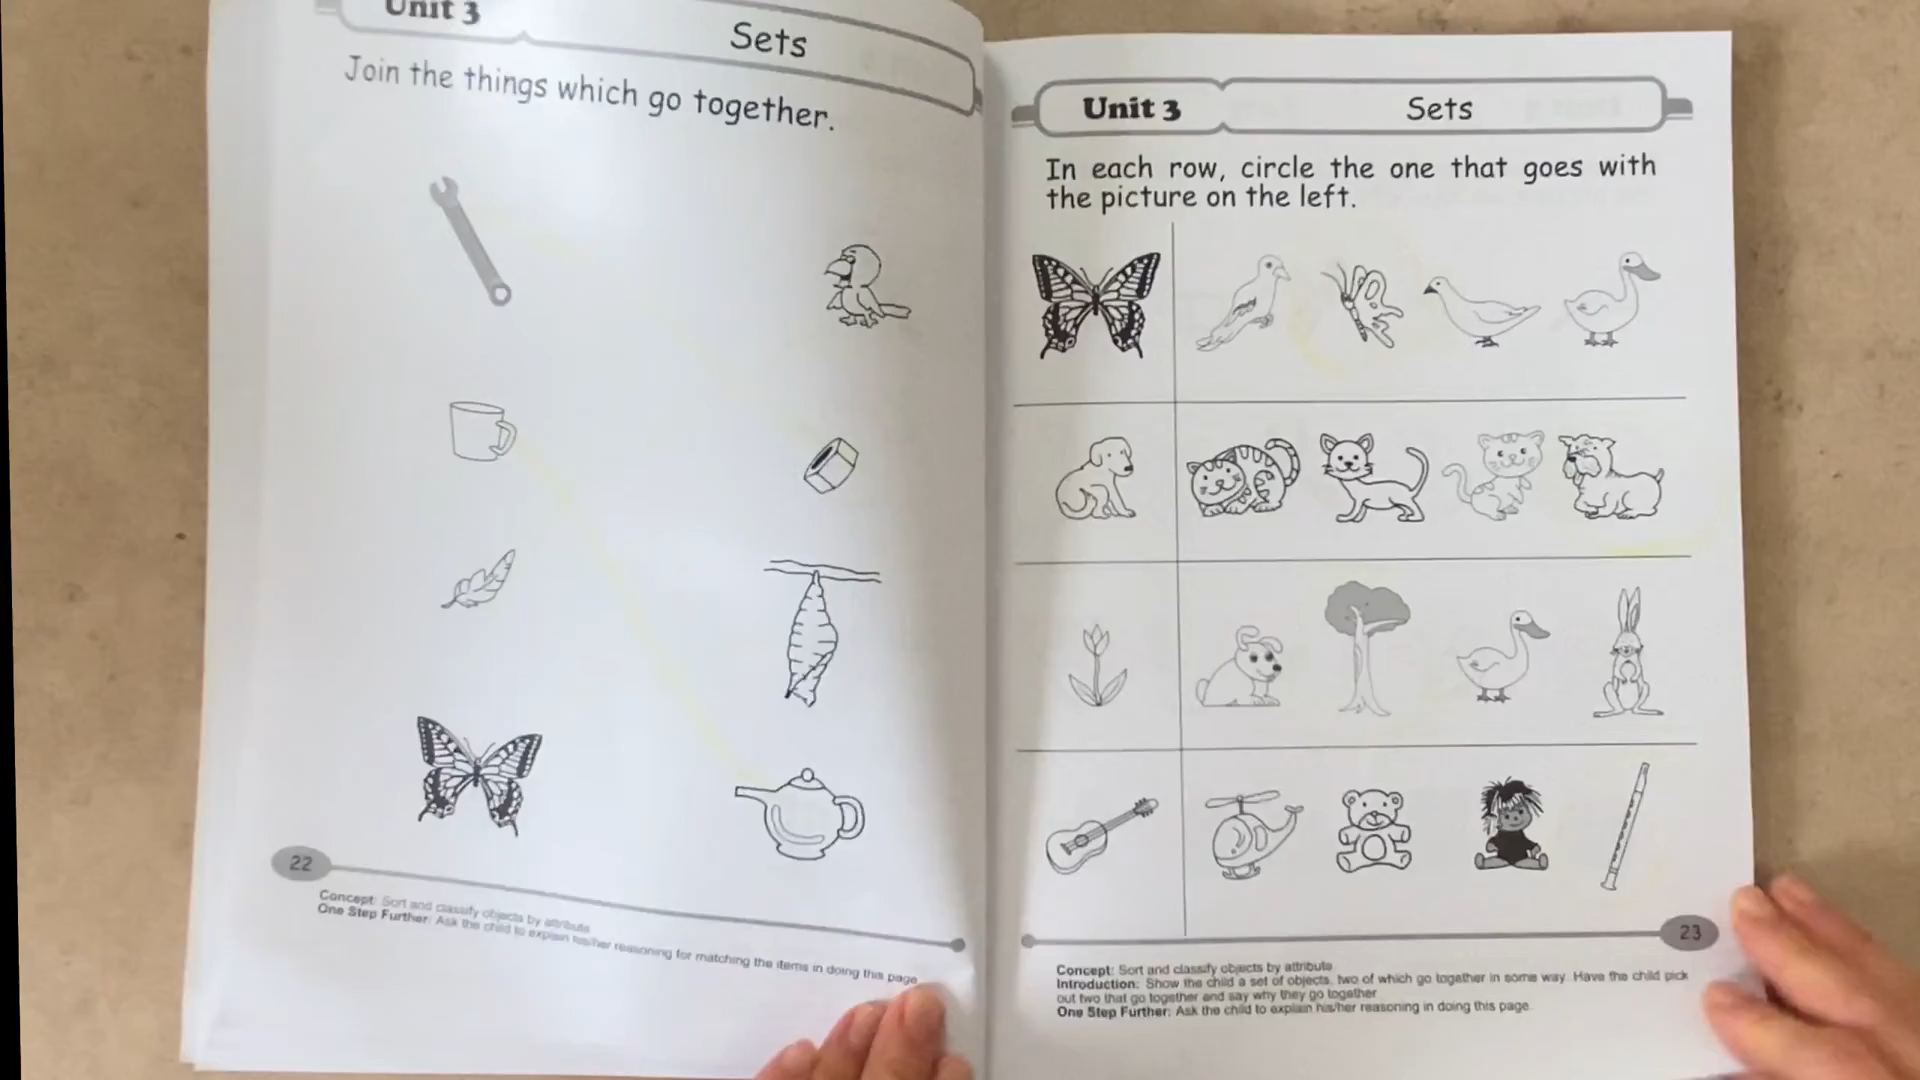 Unit 3
Sets
Join the things which go together.
22
Concept: Sort and classify objects by attribute
One Step Further: Ask the child to explain his/her reasoning for matching the items in doing this page
Unit 3
Sets
In each row, circle the one that goes with
the picture on the left.
23
Concept: Sort and classify objects by attribute
Introduction: Show the child a set of objects, two of which go together in some way. Have the child pick
out two that go together and say why they go together
One Step Further: Ask the child to explain his/her reasoning in doing this page.